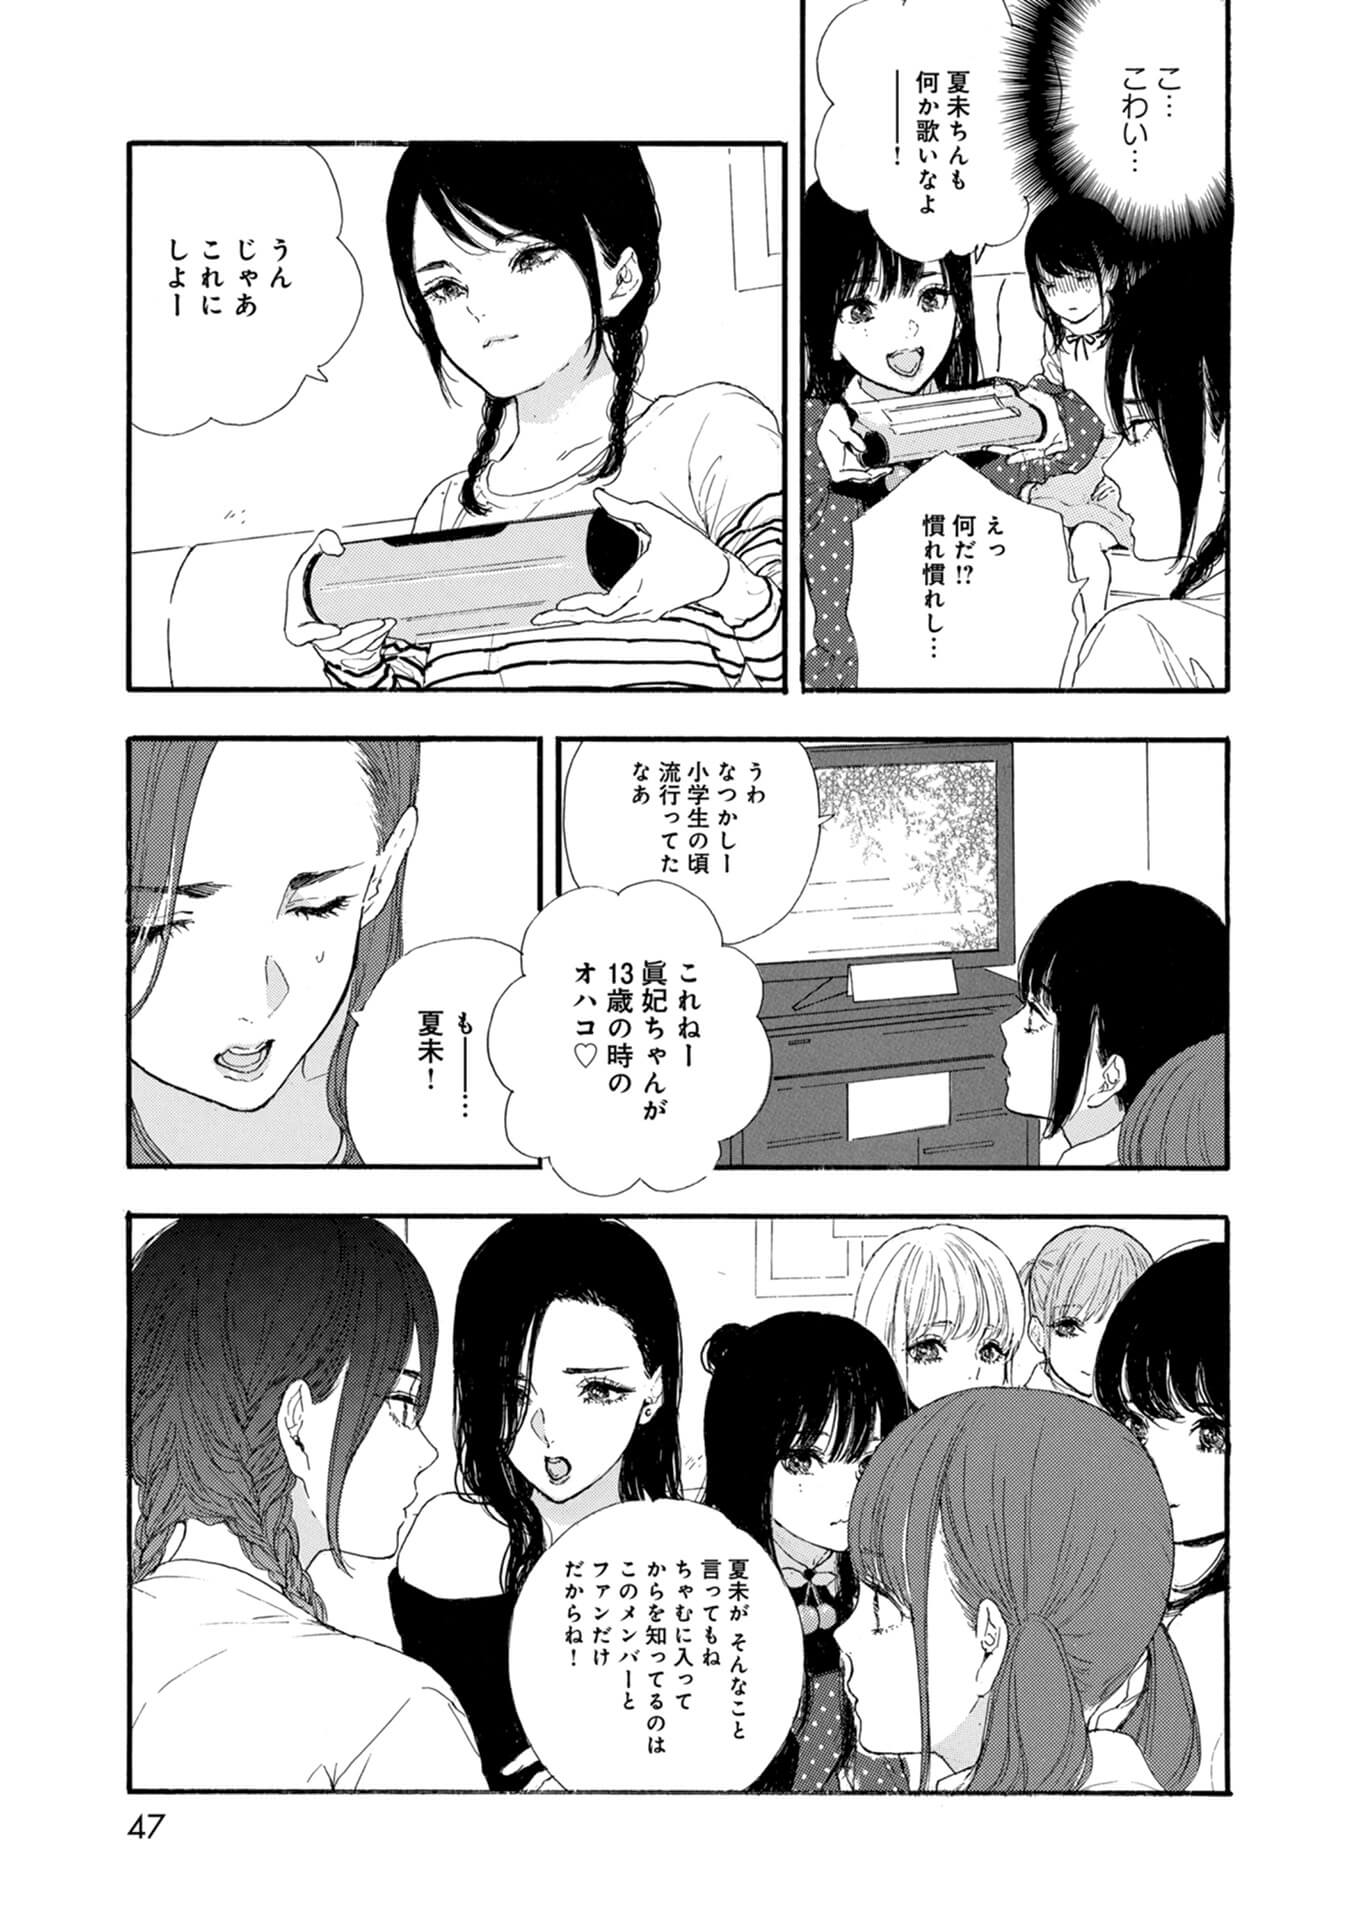 こ…
こわい…
夏未ちんも
何か歌いなよ
━━！
えっ
何だ!?
慣れ慣れし…
うん
じゃあ
これに
しよー
うわ
なつかしー
小学生の頃
流行ってた
なあ
これねー
眞妃ちゃんが
13歳の時の
オハコ♡
も━━……
夏未！
夏未が そんなこと
言ってもね
ちゃむに入って
からを知ってるのは
このメンバーと
ファンだけ
だからね！
47